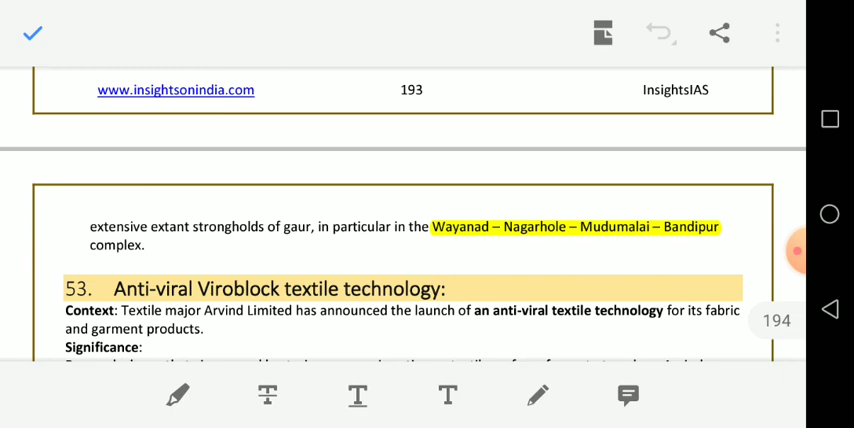 www.insightsonindia.com 193 InsightsIAS
extensive extant strongholds of gaur, in particular in the Wayanad – Nagarhole – Mudumalai – Bandipur
complex.
53. Anti-viral Viroblock textile technology:
Context: Textile major Arvind Limited has announced the launch of an anti-viral textile technology for its fabric
and garment products.
194
Significance: